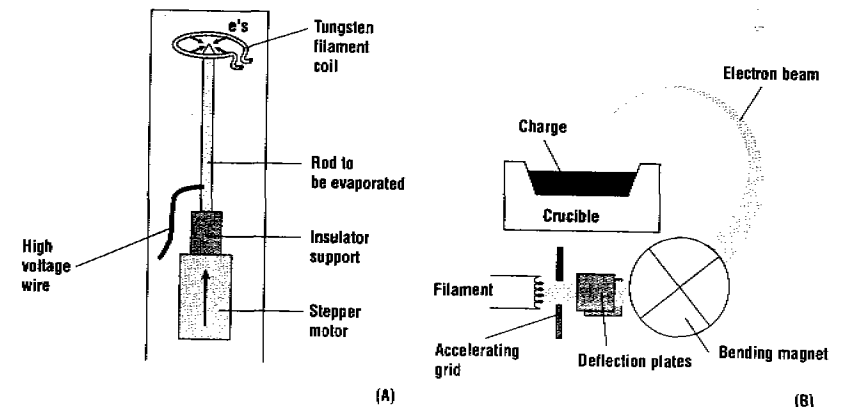 e's
Tungsten
filament
coil
Rod to
be evaporated
High
voltage
wire
Insulator
support
Stepper
motor
(A)
Electron beam
Charge
Crucible
Filament
Accelerating
grid
Deflection plates
Bending magnet
(B)